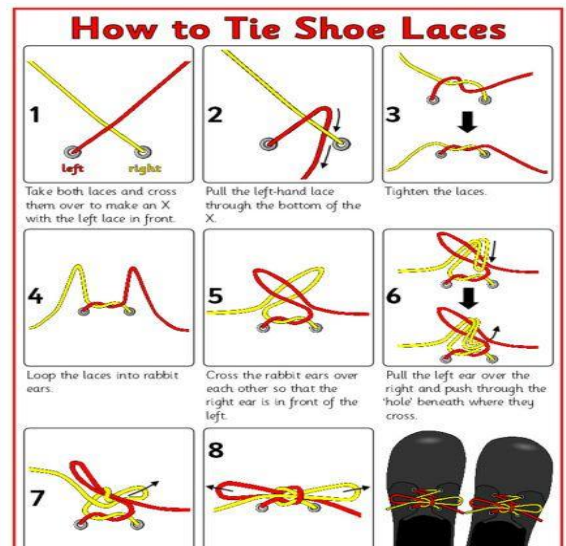 How to Tie Shoe Laces
1
left
right
Take both laces and cross
them over to make an X
with the left lace in front.
2
Pull the left-hand lace
through the bottom of the
X.
3
Tighten the laces.
4
Loop the laces into rabbit
ears.
5
Cross the rabbit ears over
each other so that the
right ear is in front of the
left.
6
Pull the left ear over the
right and push through the
'hole' beneath where they
cross.
7
8